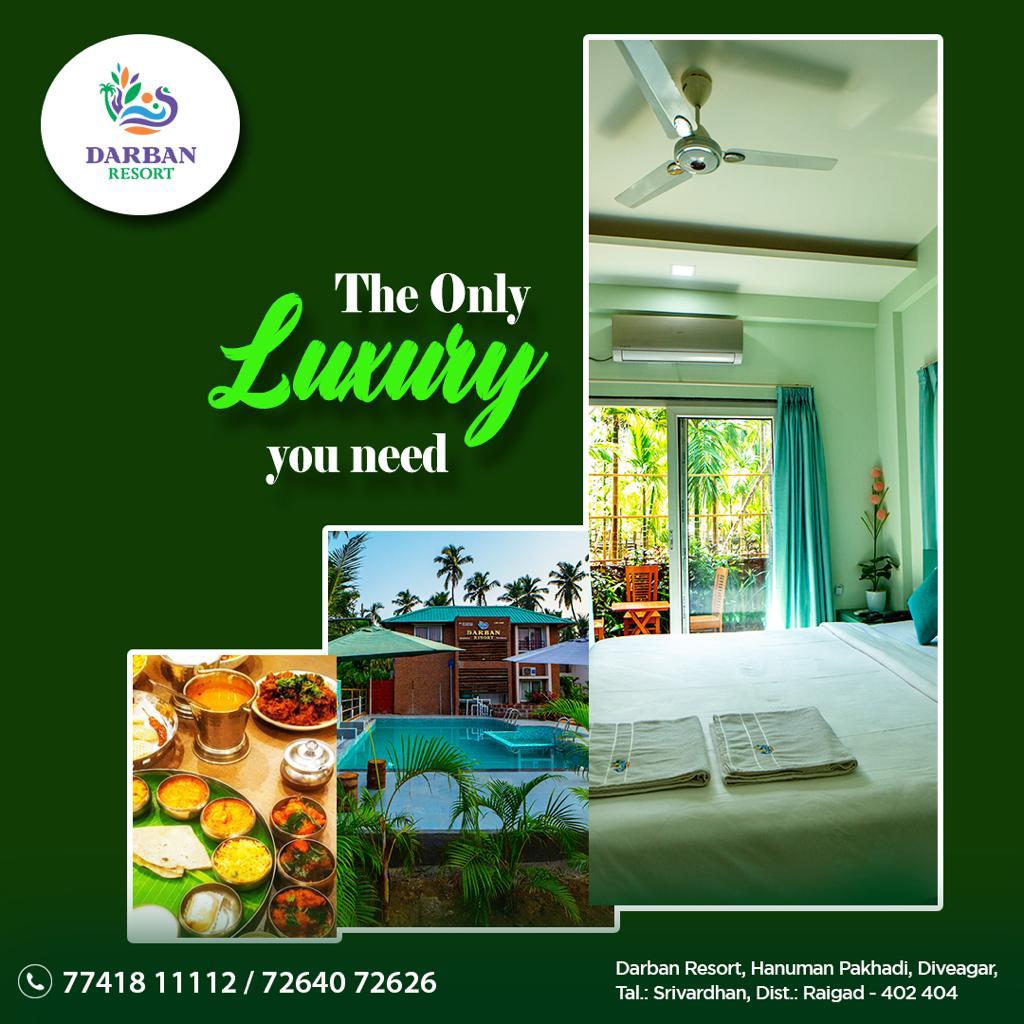 DARBAN
RESORT
The Only
Luxury
you need
DARBAN
RESORT
77418 11112 / 72640 72626
Darban Resort, Hanuman Pakhadi, Diveagar,
Tal.: Srivardhan, Dist.: Raigad - 402 404